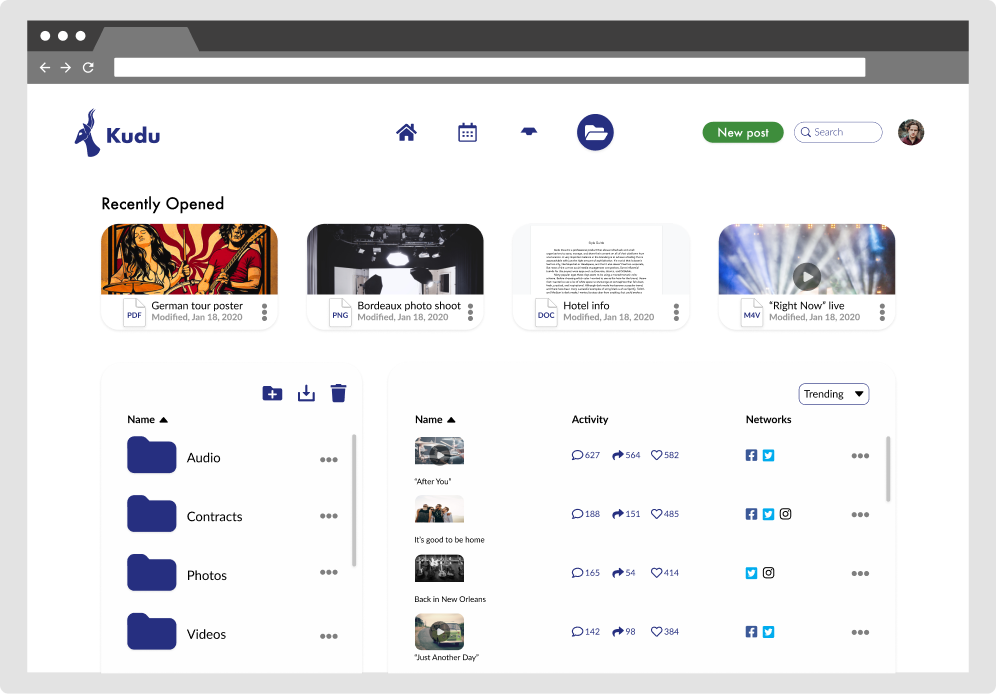 Kudu
New post
Search
Recently Opened
PDF
German tour poster
Modified, Jan 18, 2020
PNG
Bordeaux photo shoot
Modified, Jan 18, 2020
DOC
Hotel info
Modified, Jan 18, 2020
M4V
“Right Now” live
Modified, Jan 18, 2020
Trending
Name
Audio
Contracts
Photos
Videos
Name Activity Networks
627 564 582
“After You”
188 151 485
It’s good to be home
165 54 414
Back in New Orleans
142 98 384
“Just Another Day”